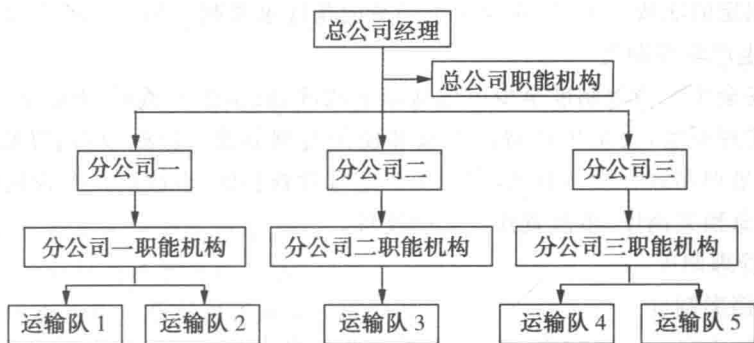 总公司经理
总公司职能机构
分公司一
分公司二
分公司三
分公司一职能机构
分公司二职能机构
分公司三职能机构
运输队1
运输队2
运输队3
运输队4
运输队5